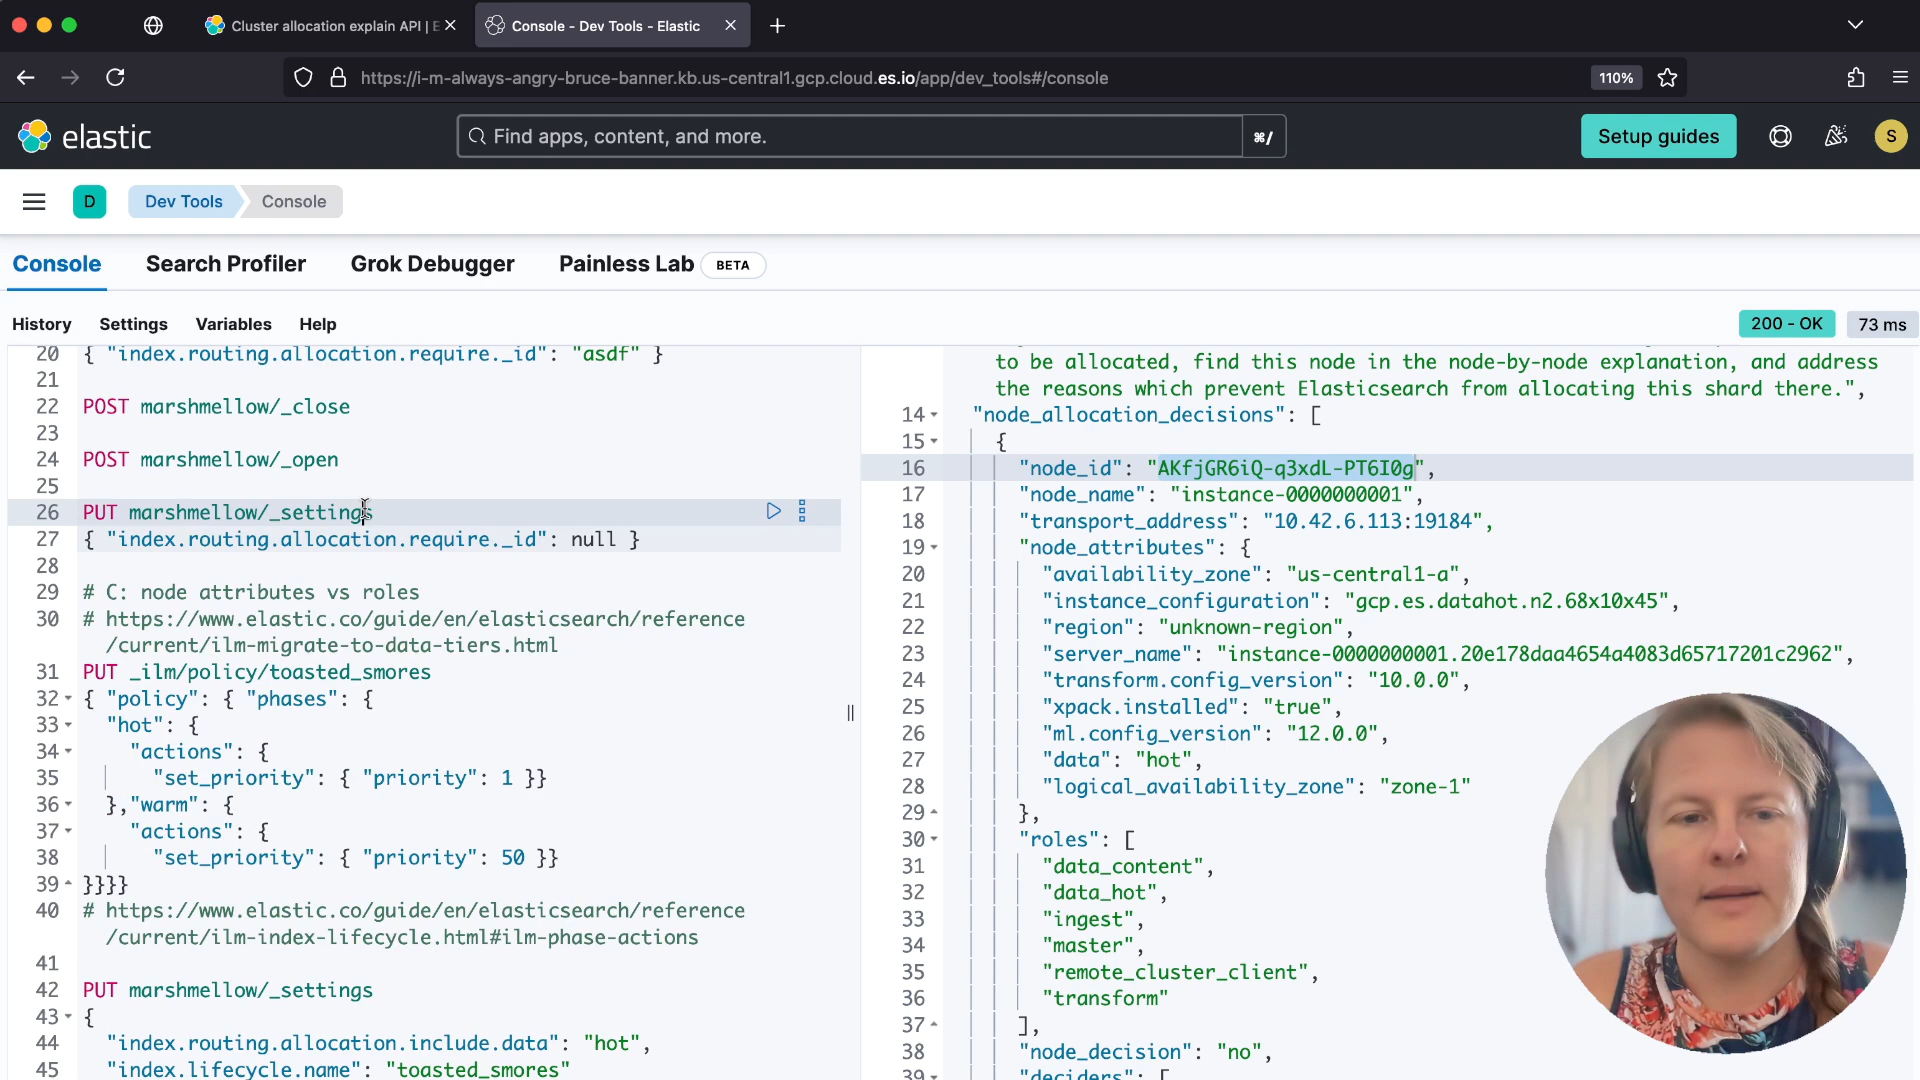 Cluster allocation explain API | E
Console - Dev Tools - Elastic
https://i-m-always-angry-bruce-banner.kb.us-central1.gcp.cloud.es.io/app/dev_tools#/console
110%
elastic
Find apps, content, and more.
⌘/
Setup guides
S
D
Dev Tools
Console
Console
Search Profiler
Grok Debugger
Painless Lab
BETA
History
Settings
Variables
Help
200 - OK
73 ms
20 { "index.routing.allocation.require._id": "asdf" }
21
22 POST marshmellow/_close
23
24 POST marshmellow/_open
25
26 PUT marshmellow/_settings
27 { "index.routing.allocation.require._id": null }
28
29 # C: node attributes vs roles
30 # https://www.elastic.co/guide/en/elasticsearch/reference
/current/ilm-migrate-to-data-tiers.html
31 PUT _ilm/policy/toasted_smores
32 { "policy": { "phases": {
33 "hot": {
34 "actions": {
35 "set_priority": { "priority": 1 }}
36 },"warm": {
37 "actions": {
38 "set_priority": { "priority": 50 }}
39 }}}}
40 # https://www.elastic.co/guide/en/elasticsearch/reference
/current/ilm-index-lifecycle.html#ilm-phase-actions
41
42 PUT marshmellow/_settings
43 {
44 "index.routing.allocation.include.data": "hot",
45 "index.lifecycle.name": "toasted_smores"
to be allocated, find this node in the node-by-node explanation, and address
the reasons which prevent Elasticsearch from allocating this shard there.",
14 "node_allocation_decisions": [
15 {
16 "node_id": "AKfjGR6iQ-q3xdL-PT6I0g",
17 "node_name": "instance-0000000001",
18 "transport_address": "10.42.6.113:19184",
19 "node_attributes": {
20 "availability_zone": "us-central1-a",
21 "instance_configuration": "gcp.es.datahot.n2.68x10x45",
22 "region": "unknown-region",
23 "server_name": "instance-0000000001.20e178daa4654a4083d65717201c2962",
24 "transform.config_version": "10.0.0",
25 "xpack.installed": "true",
26 "ml.config_version": "12.0.0",
27 "data": "hot",
28 "logical_availability_zone": "zone-1"
29 },
30 "roles": [
31 "data_content",
32 "data_hot",
33 "ingest",
34 "master",
35 "remote_cluster_client",
36 "transform"
37 ],
38 "node_decision": "no",
39 "deciders": [